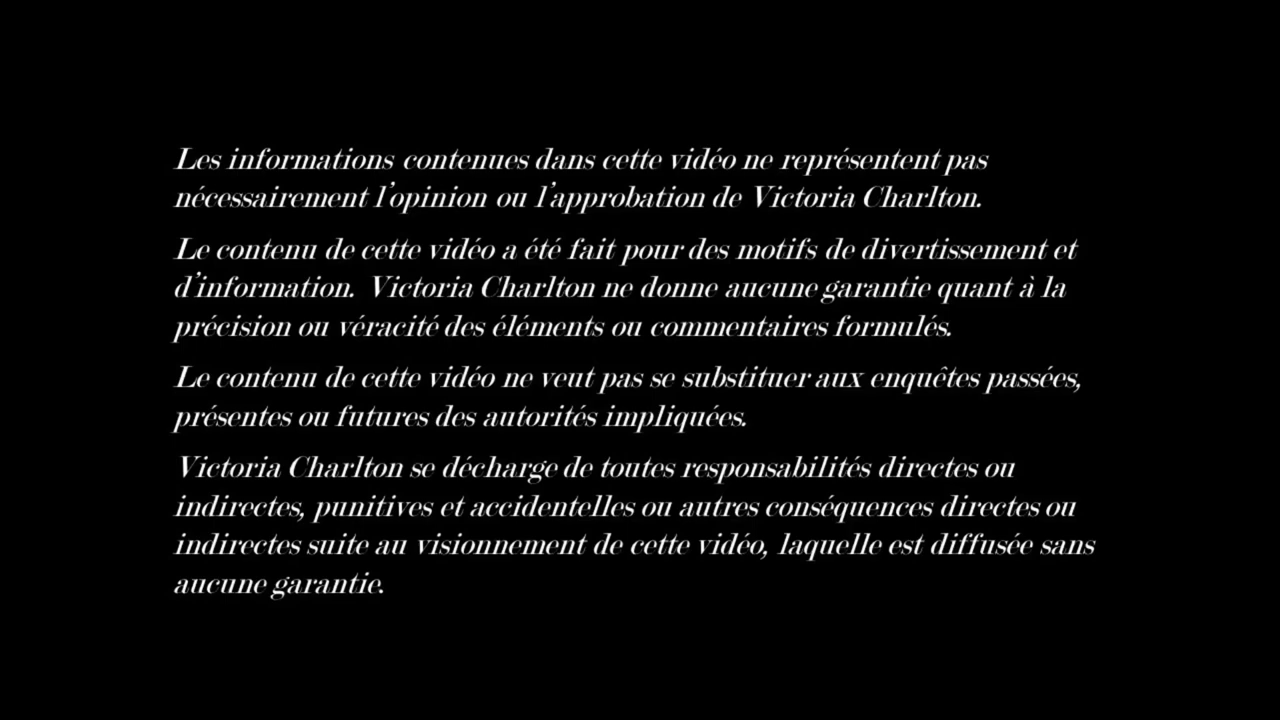 Les informations contenues dans cette vidéo ne représentent pas
nécessairement l’opinion ou l’approbation de Victoria Charlton.
Le contenu de cette vidéo a été fait pour des motifs de divertissement et
d’information. Victoria Charlton ne donne aucune garantie quant à la
précision ou véracité des éléments ou commentaires formulés.
Le contenu de cette vidéo ne veut pas se substituer aux enquêtes passées,
présentes ou futures des autorités impliquées.
Victoria Charlton se décharge de toutes responsabilités directes ou
indirectes, punitives et accidentelles ou autres conséquences directes ou
indirectes suite au visionnement de cette vidéo, laquelle est diffusée sans
aucune garantie.